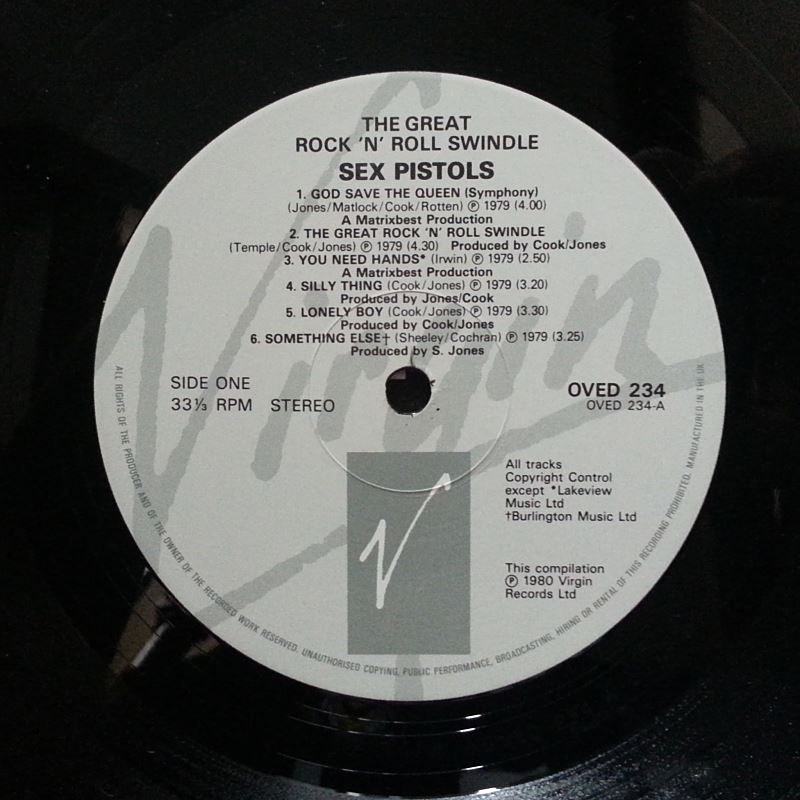 THE GREAT
ROCK 'N' ROLL SWINDLE
SEX PISTOLS
1. GOD SAVE THE QUEEN (Symphony)
(Jones/Matlock/Cook/Rotten) ℗ 1979 (4.00)
A Matrixbest Production
2. THE GREAT ROCK 'N' ROLL SWINDLE
(Temple/Cook/Jones) ℗ 1979 (4.30) Produced by Cook/Jones
3. YOU NEED HANDS* (Irwin) ℗ 1979 (2.50)
A Matrixbest Production
4. SILLY THING (Cook/Jones) ℗ 1979 (3.20)
Produced by Jones/Cook
5. LONELY BOY (Cook/Jones) ℗ 1979 (3.30)
Produced by Cook/Jones
6. SOMETHING ELSE† (Sheeley/Cochran) ℗ 1979 (3.25)
Produced by S. Jones
SIDE ONE
33⅓ RPM STEREO
OVED 234
OVED 234-A
Virgin
All tracks
Copyright Control
except *Lakeview
Music Ltd
†Burlington Music Ltd
This compilation
℗ 1980 Virgin
Records Ltd
V
ALL RIGHTS OF THE PRODUCER AND OF THE OWNER OF THE RECORDED WORK RESERVED. UNAUTHORISED COPYING, PUBLIC PERFORMANCE, BROADCASTING, HIRING OR RENTAL OF THIS RECORDING PROHIBITED. MANUFACTURED IN THE UK